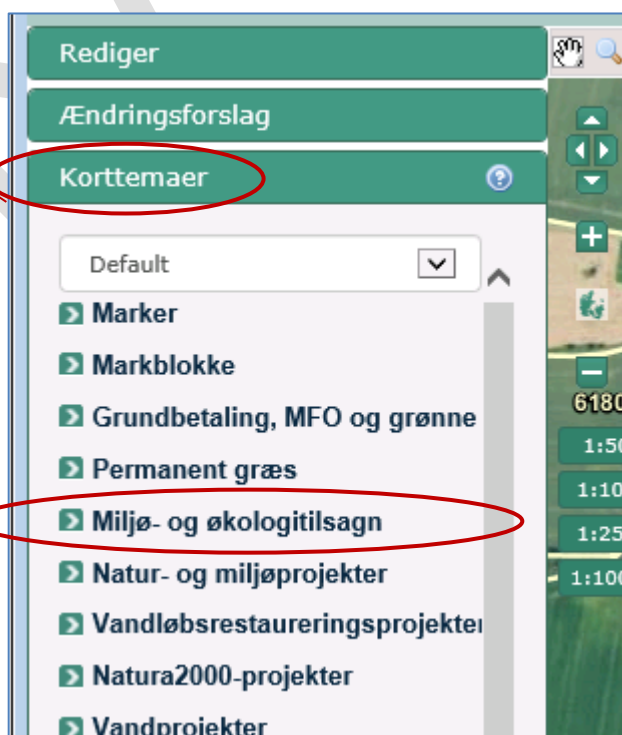 Rediger
Ændringsforslag
Korttemaer
Default
Marker
Markblokke
Grundbetaling, MFO og grønne
Permanent græs
Miljø- og økologitilsagn
Natur- og miljøprojekter
Vandløbsrestaureringsprojekter
Natura2000-projekter
Vandprojekter
6180
1:50
1:10
1:25
1:100